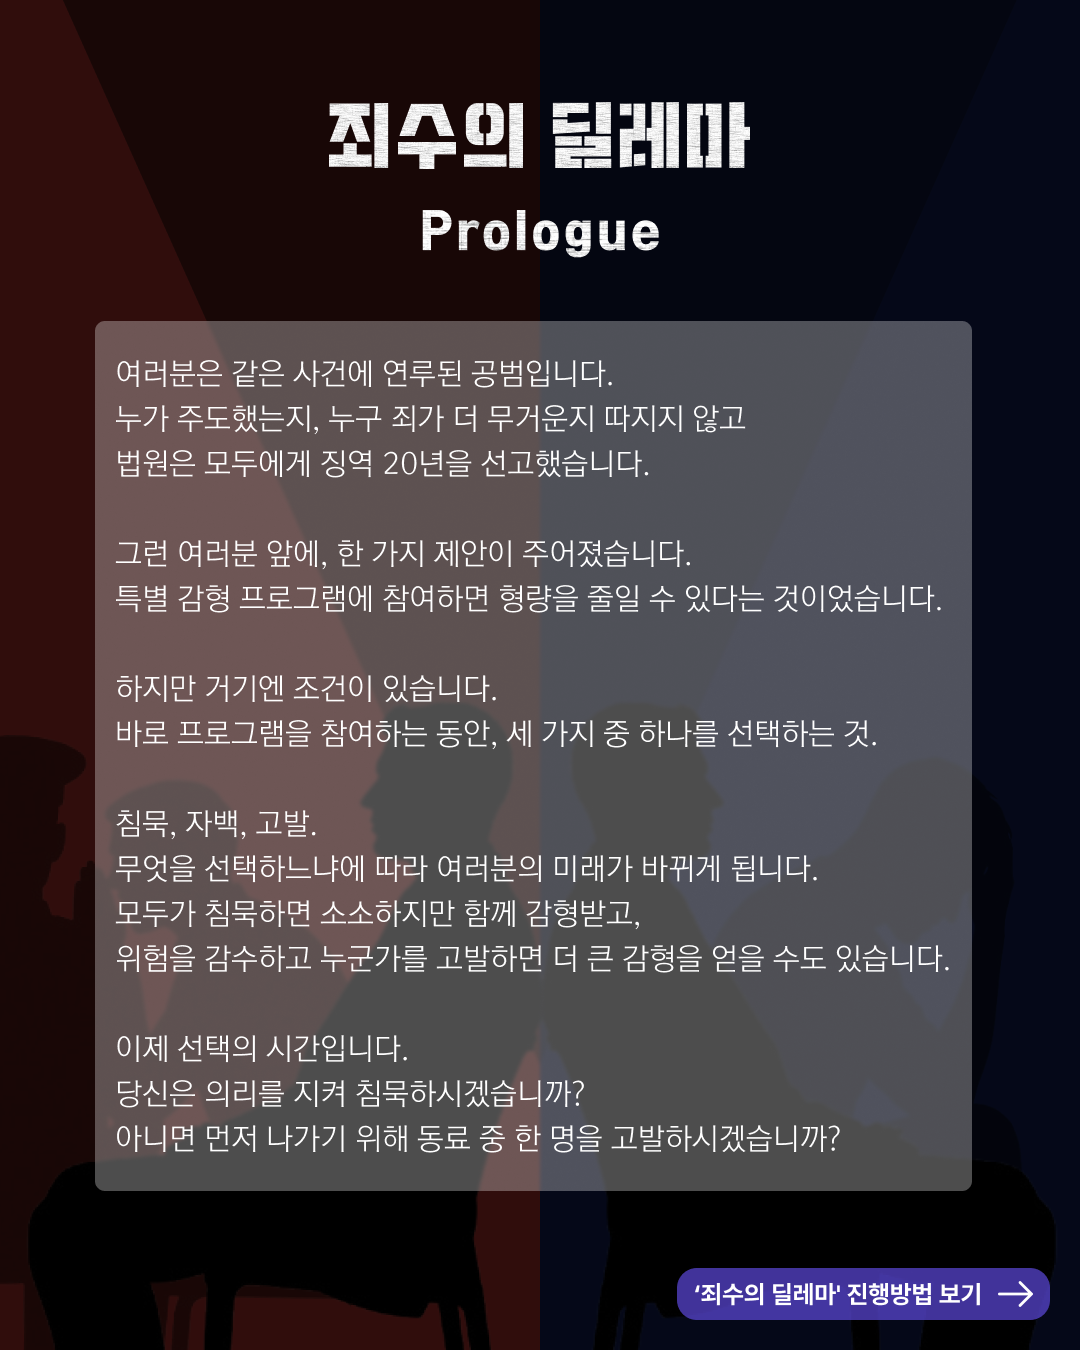 죄수의 딜레마
Prologue
여러분은 같은 사건에 연루된 공범입니다.
누가 주도했는지, 누구 죄가 더 무거운지 따지지 않고
법원은 모두에게 징역 20년을 선고했습니다.
그런 여러분 앞에, 한 가지 제안이 주어졌습니다.
특별 감형 프로그램에 참여하면 형량을 줄일 수 있다는 것이었습니다.
하지만 거기엔 조건이 있습니다.
바로 프로그램을 참여하는 동안, 세 가지 중 하나를 선택하는 것.
침묵, 자백, 고발.
무엇을 선택하느냐에 따라 여러분의 미래가 바뀌게 됩니다.
모두가 침묵하면 소소하지만 함께 감형받고,
위험을 감수하고 누군가를 고발하면 더 큰 감형을 얻을 수도 있습니다.
이제 선택의 시간입니다.
당신은 의리를 지켜 침묵하시겠습니까?
아니면 먼저 나가기 위해 동료 중 한 명을 고발하시겠습니까?
‘죄수의 딜레마' 진행방법 보기